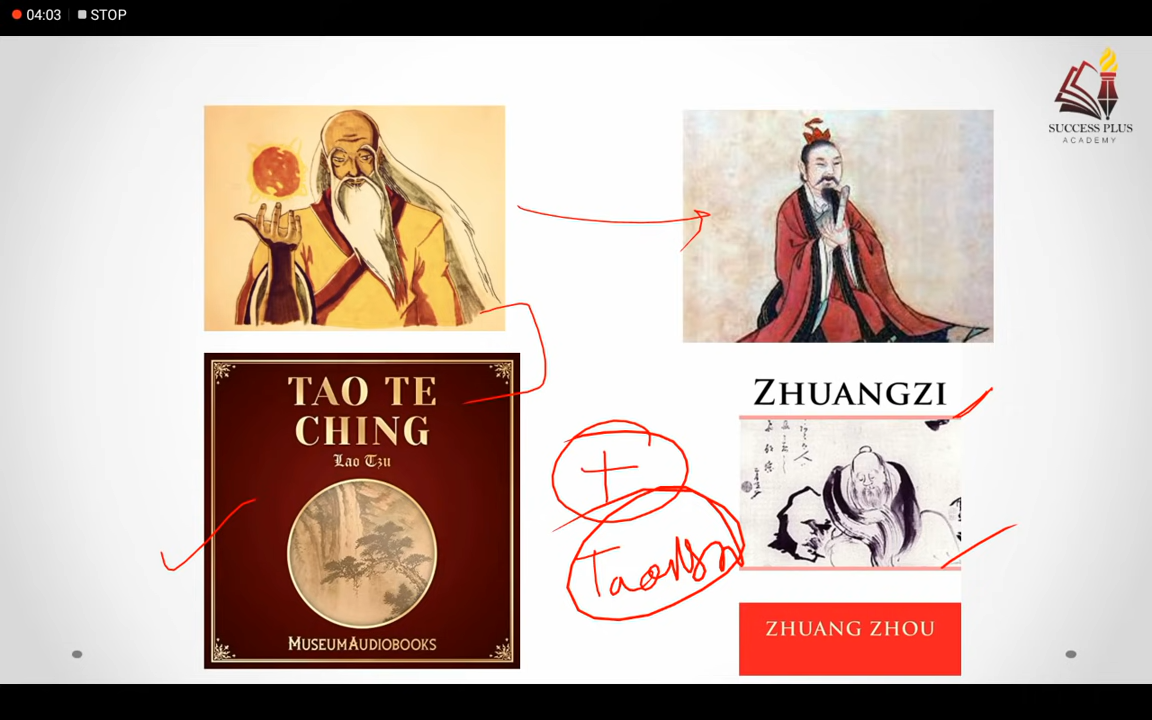 04:03 STOP
SUCCESS PLUS
ACADEMY
TAO TE
CHING
Lao Tzu
MUSEUMAUDIOBOOKS
ZHUANGZI
+
Taoism
ZHUANG ZHOU